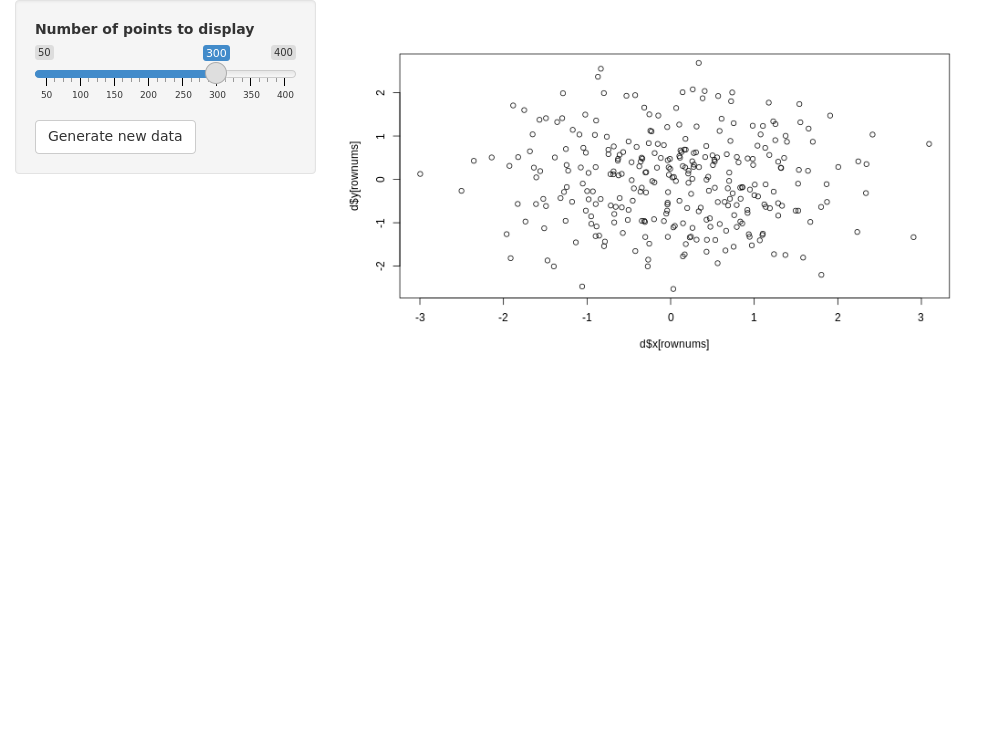 Number of points to display
50 300 400
50 100 150 200 250 300 350 400
Generate new data
2
1
0
-1
-2
d$y[rownums]
-3 -2 -1 0 1 2 3
d$x[rownums]